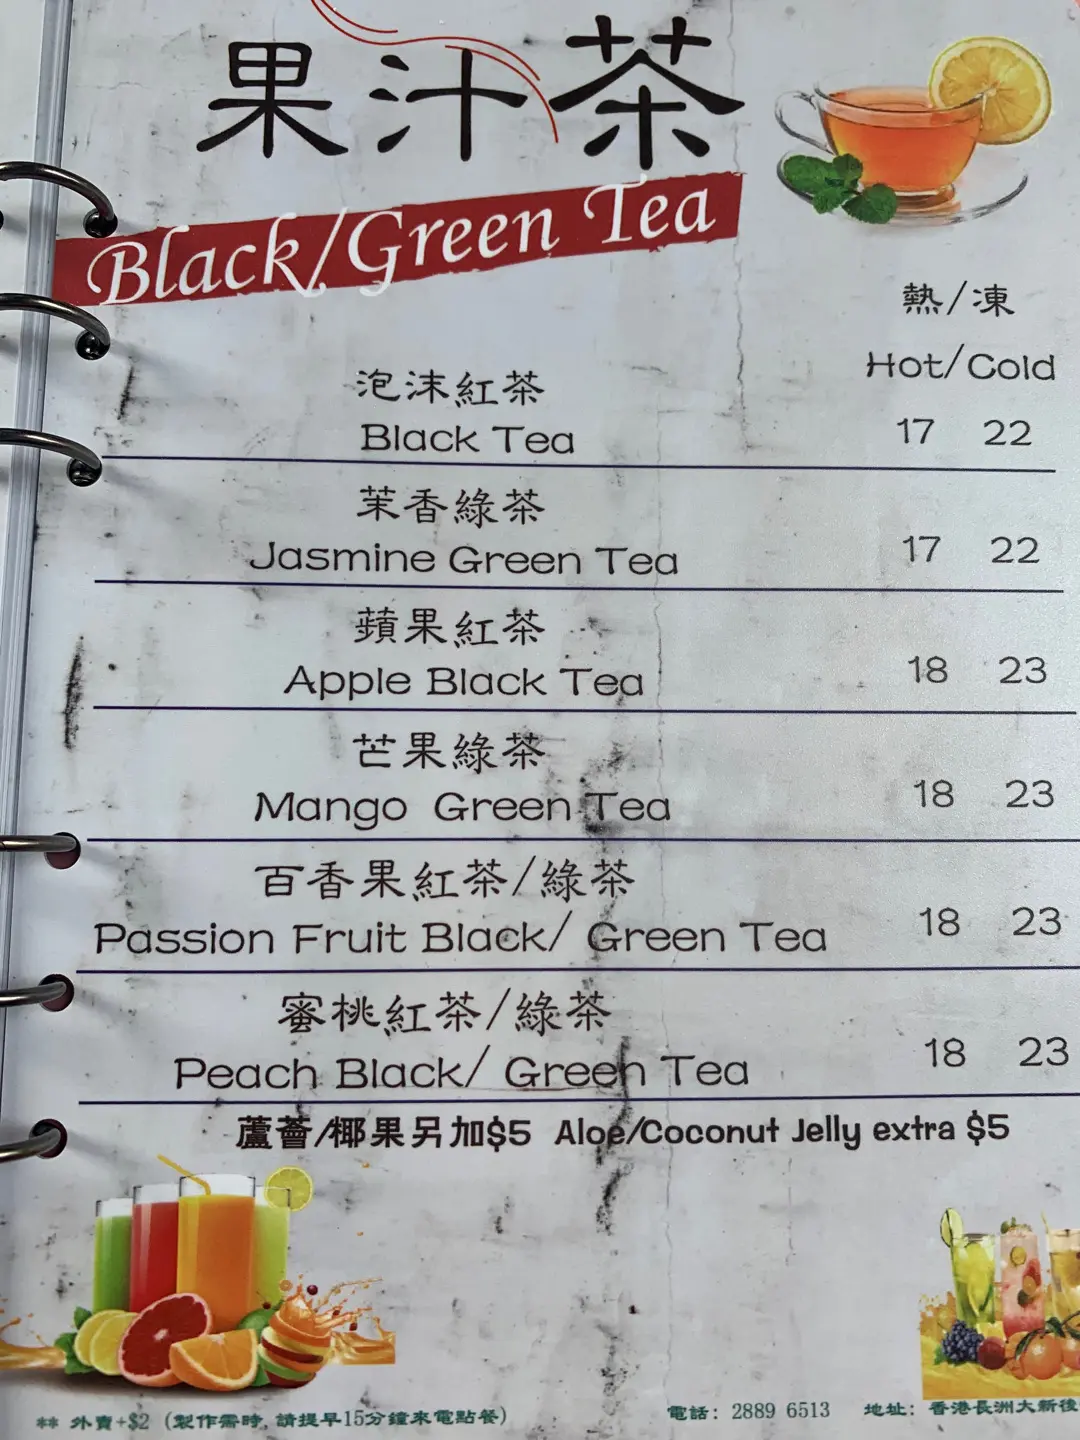 果汁茶
Black/Green Tea
熱/凍
Hot/Cold
泡沫紅茶
Black Tea 17 22
茉香綠茶
Jasmine Green Tea 17 22
蘋果紅茶
Apple Black Tea 18 23
芒果綠茶
Mango Green Tea 18 23
百香果紅茶/綠茶
Passion Fruit Black/ Green Tea 18 23
蜜桃紅茶/綠茶
Peach Black/ Green Tea 18 23
蘆薈/椰果另加$5 Aloe/Coconut Jelly extra $5
** 外賣+$2 (製作需時, 請提早15分鐘來電點餐) 電話: 2889 6513 地址: 香港長洲大新後